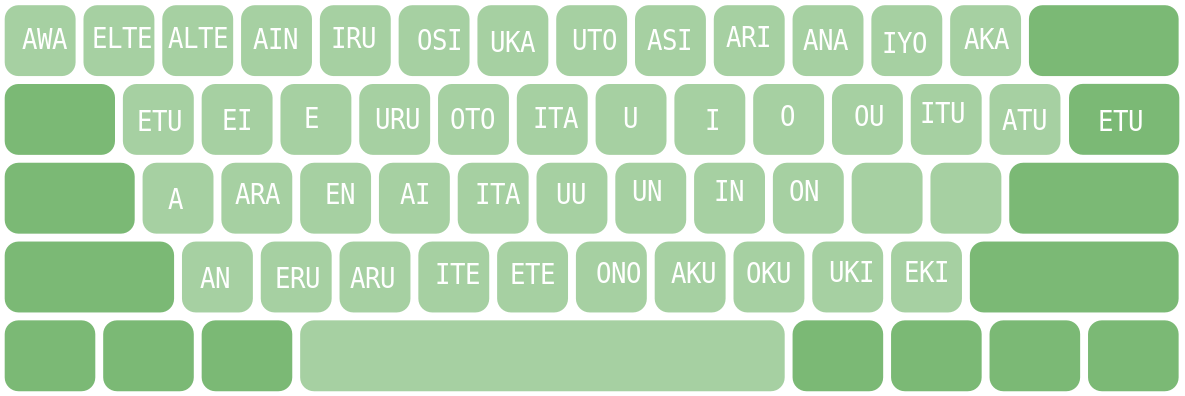 AWA ELTE ALTE AIN IRU OSI UKA UTO ASI ARI ANA IYO AKA
ETU EI E URU OTO ITA U I O OU ITU ATU ETU
A ARA EN AI ITA UU UN IN ON
AN ERU ARU ITE ETE ONO AKU OKU UKI EKI